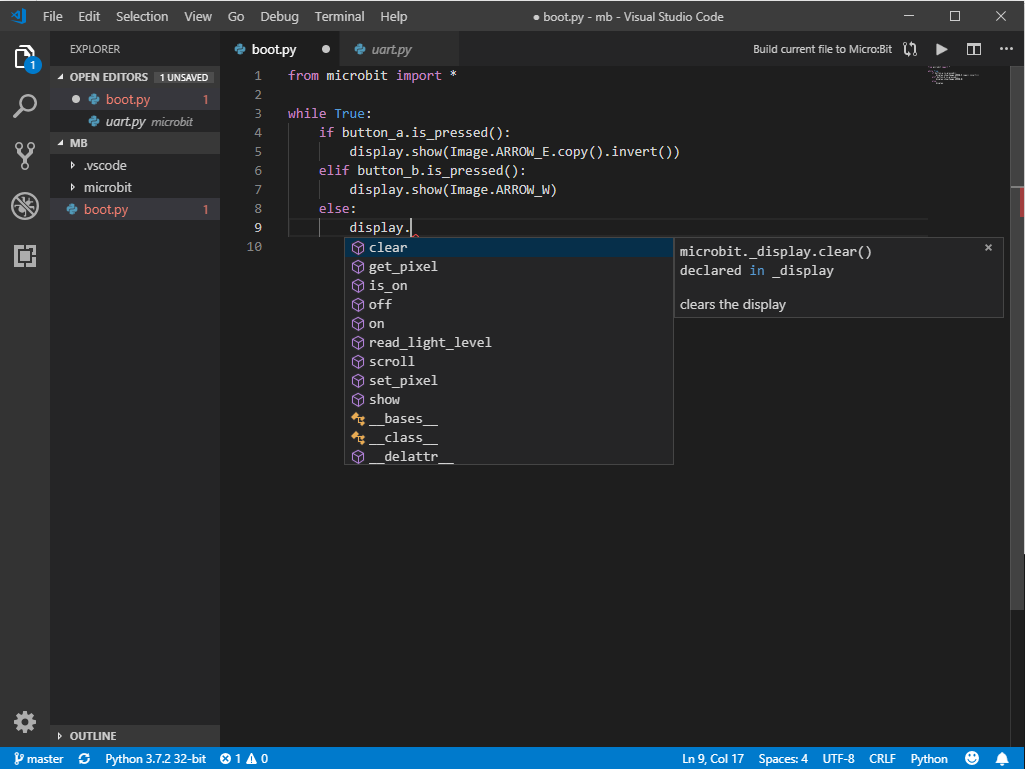 File Edit Selection View Go Debug Terminal Help ● boot.py - mb - Visual Studio Code
EXPLORER
boot.py ● uart.py Build current file to Micro:Bit
1
OPEN EDITORS 1 UNSAVED
● boot.py 1
uart.py microbit
MB
.vscode
microbit
boot.py 1
1 from microbit import *
2
3 while True:
4 if button_a.is_pressed():
5 display.show(Image.ARROW_E.copy().invert())
6 elif button_b.is_pressed():
7 display.show(Image.ARROW_W)
8 else:
9 display.
10
clear
get_pixel
is_on
off
on
read_light_level
scroll
set_pixel
show
__bases__
__class__
__delattr__
microbit._display.clear()
declared in _display
clears the display
OUTLINE
master Python 3.7.2 32-bit 1 0 Ln 9, Col 17 Spaces: 4 UTF-8 CRLF Python